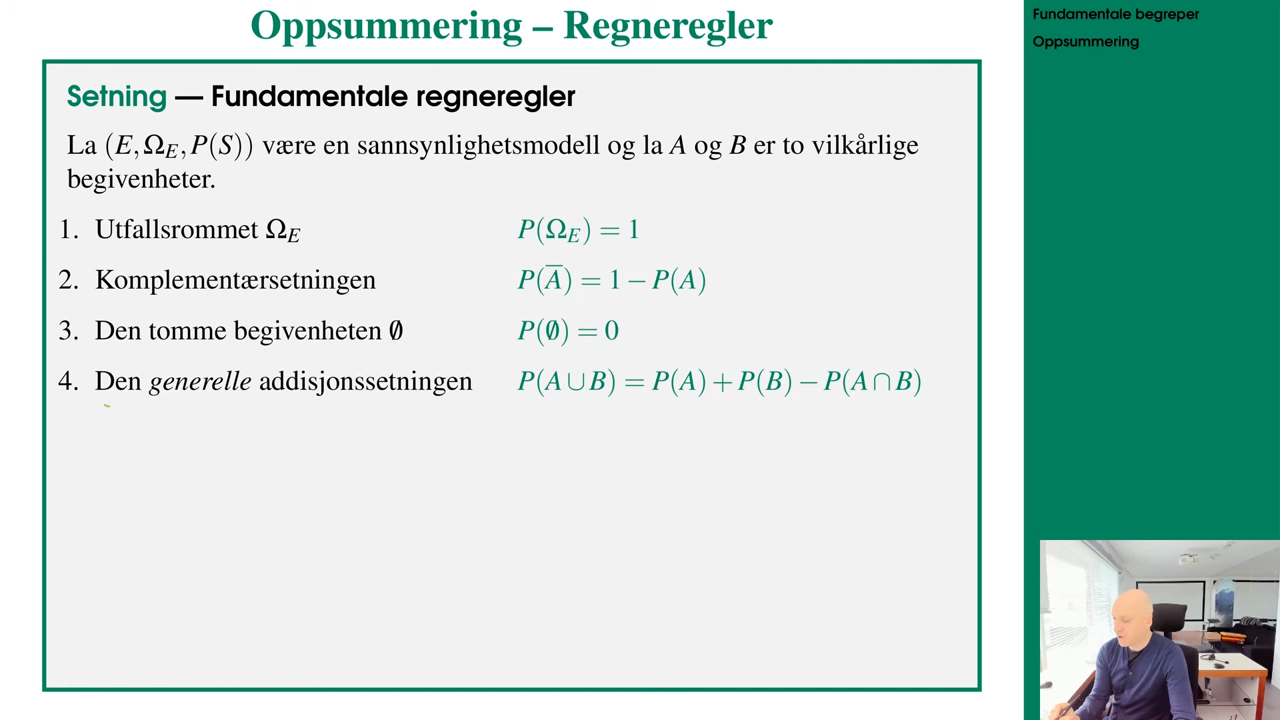 Oppsummering – Regneregler
Setning — Fundamentale regneregler
La (E, Ω_E, P(S)) være en sannsynlighetsmodell og la A og B er to vilkårlige
begivenheter.
1. Utfallsrommet Ω_E P(Ω_E) = 1
2. Komplementærsetningen P(A̅) = 1 − P(A)
3. Den tomme begivenheten ∅ P(∅) = 0
4. Den generelle addisjonssetningen P(A ∪ B) = P(A) + P(B) − P(A ∩ B)
Fundamentale begreper
Oppsummering